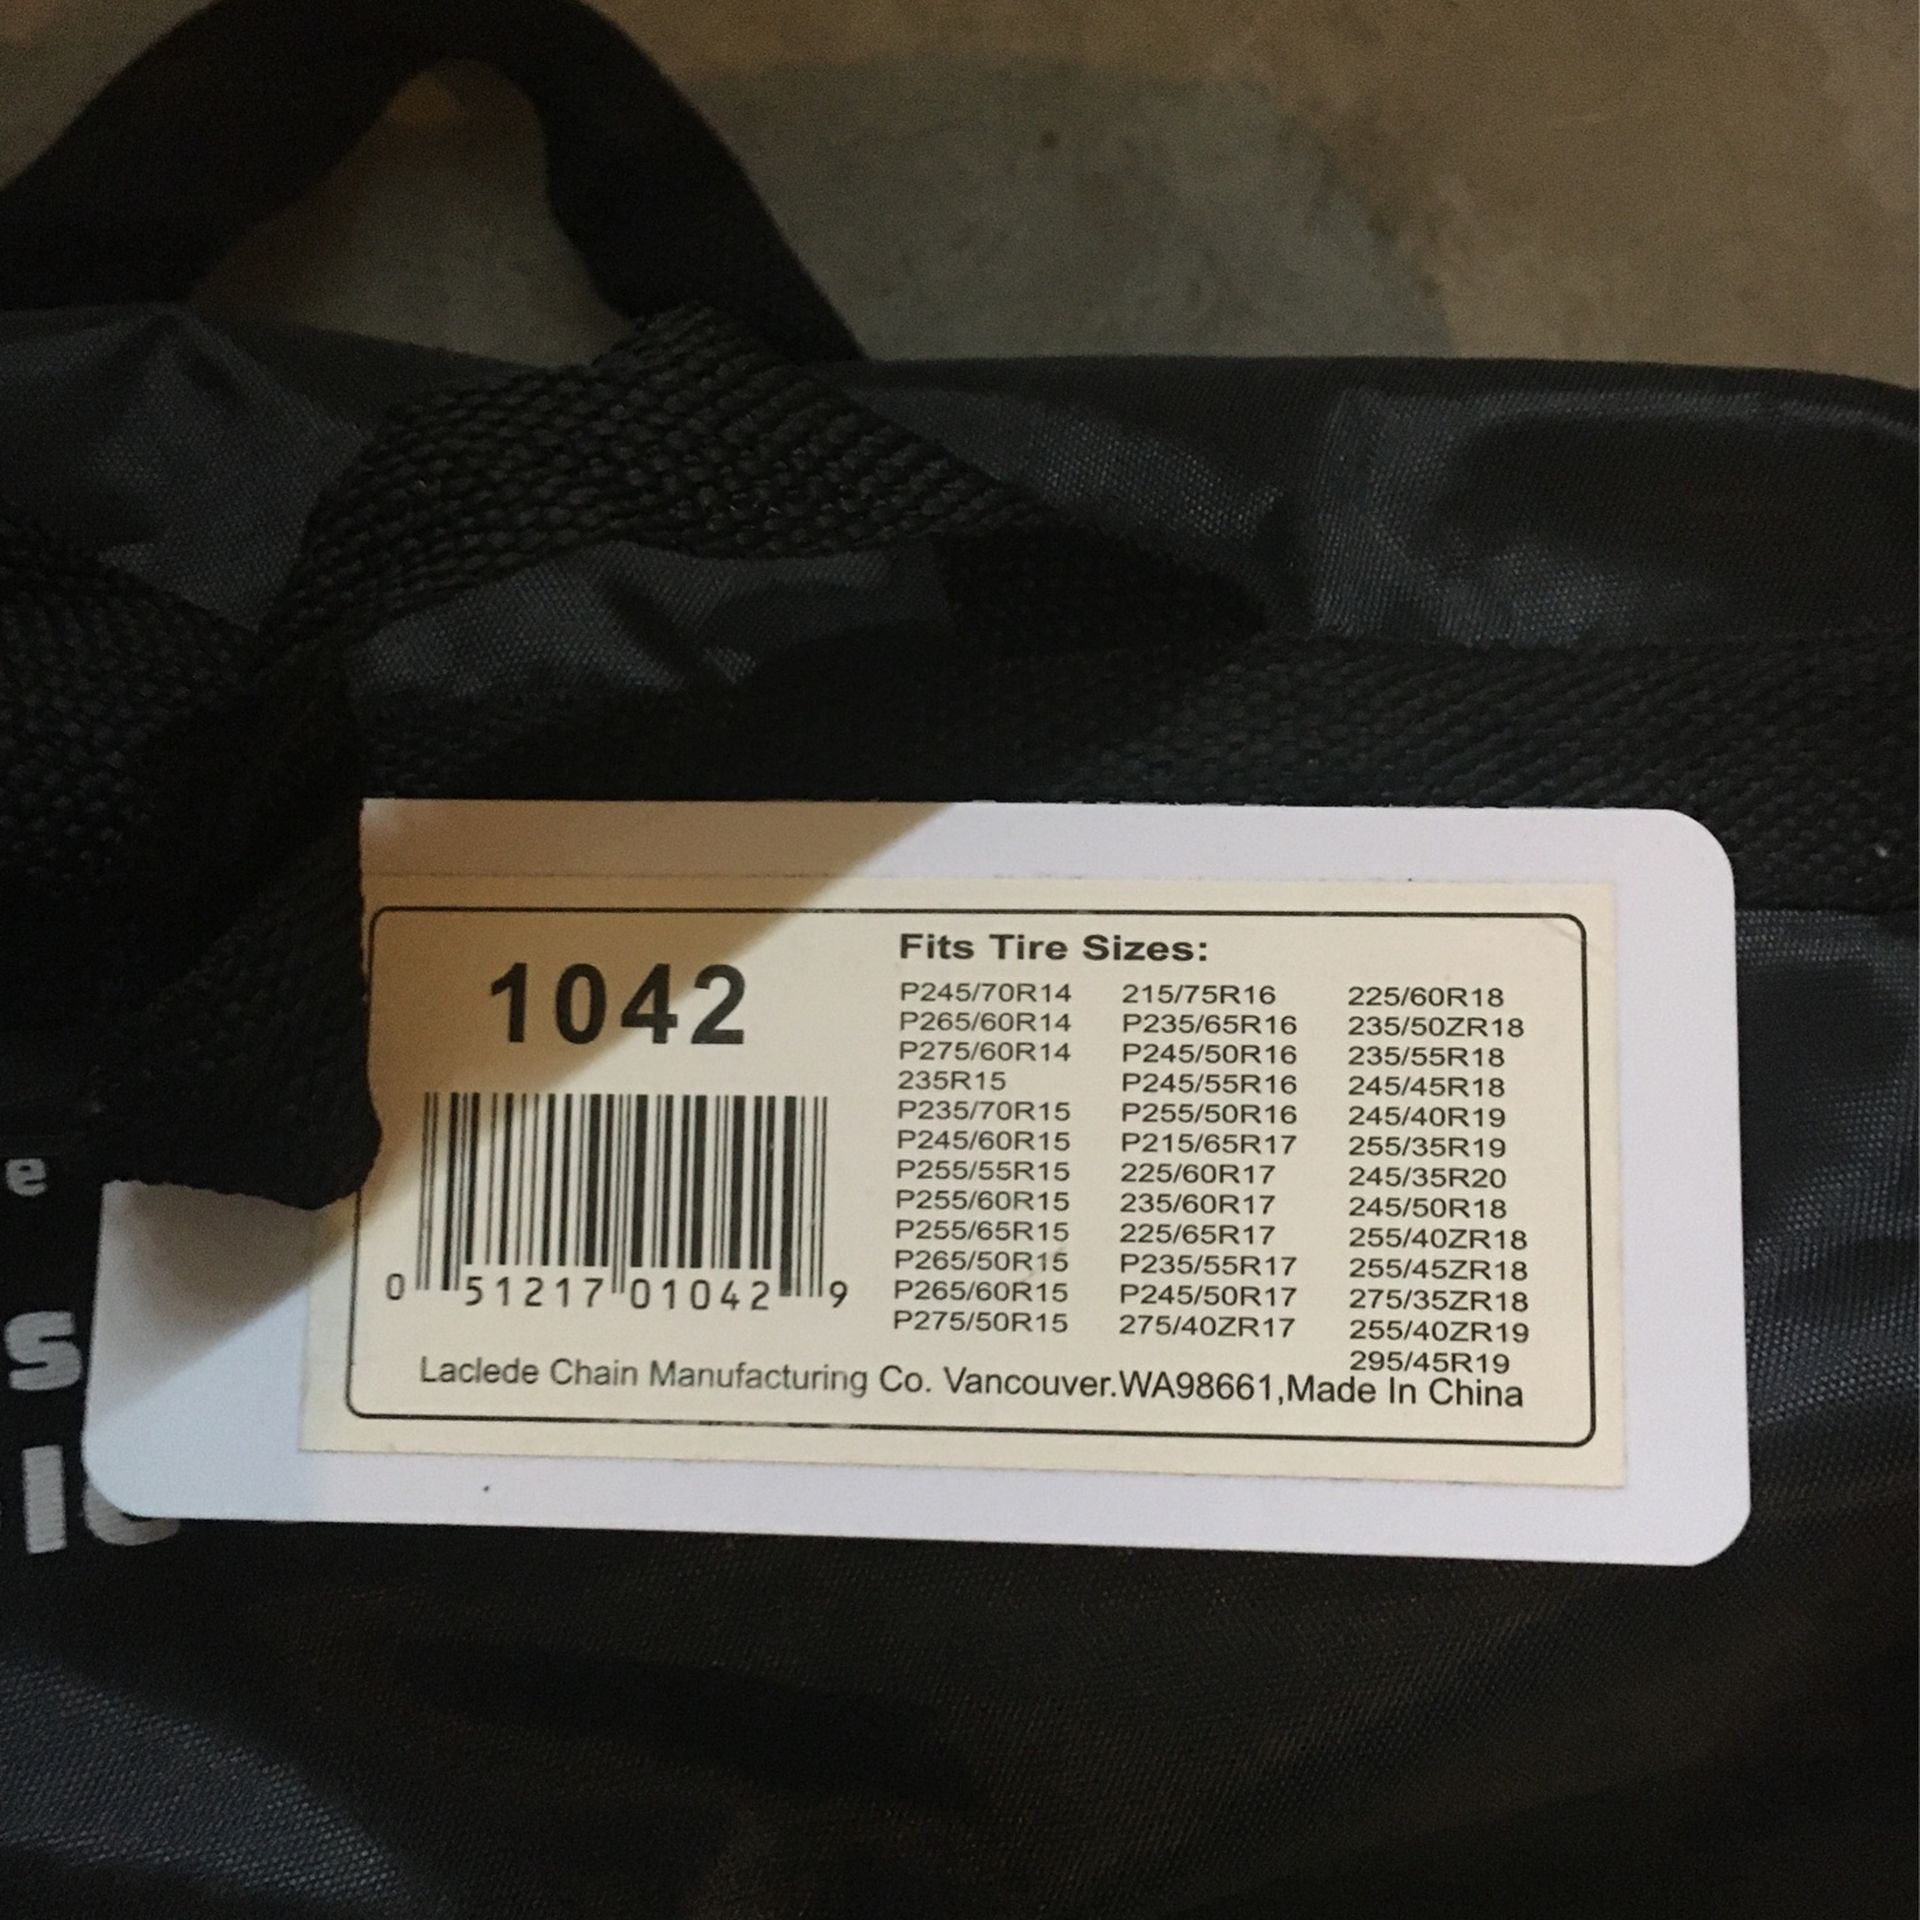 1042
0 51217 01042 9
Fits Tire Sizes:
P245/70R14
P265/60R14
P275/60R14
235R15
P235/70R15
P245/60R15
P255/55R15
P255/60R15
P255/65R15
P265/50R15
P265/60R15
P275/50R15
215/75R16
P235/65R16
P245/50R16
P245/55R16
P255/50R16
P215/65R17
225/60R17
235/60R17
225/65R17
P235/55R17
P245/50R17
275/40ZR17
225/60R18
235/50ZR18
235/55R18
245/45R18
245/40R19
255/35R19
245/35R20
245/50R18
255/40ZR18
255/45ZR18
275/35ZR18
255/40ZR19
295/45R19
Laclede Chain Manufacturing Co. Vancouver.WA98661,Made In China
e
s